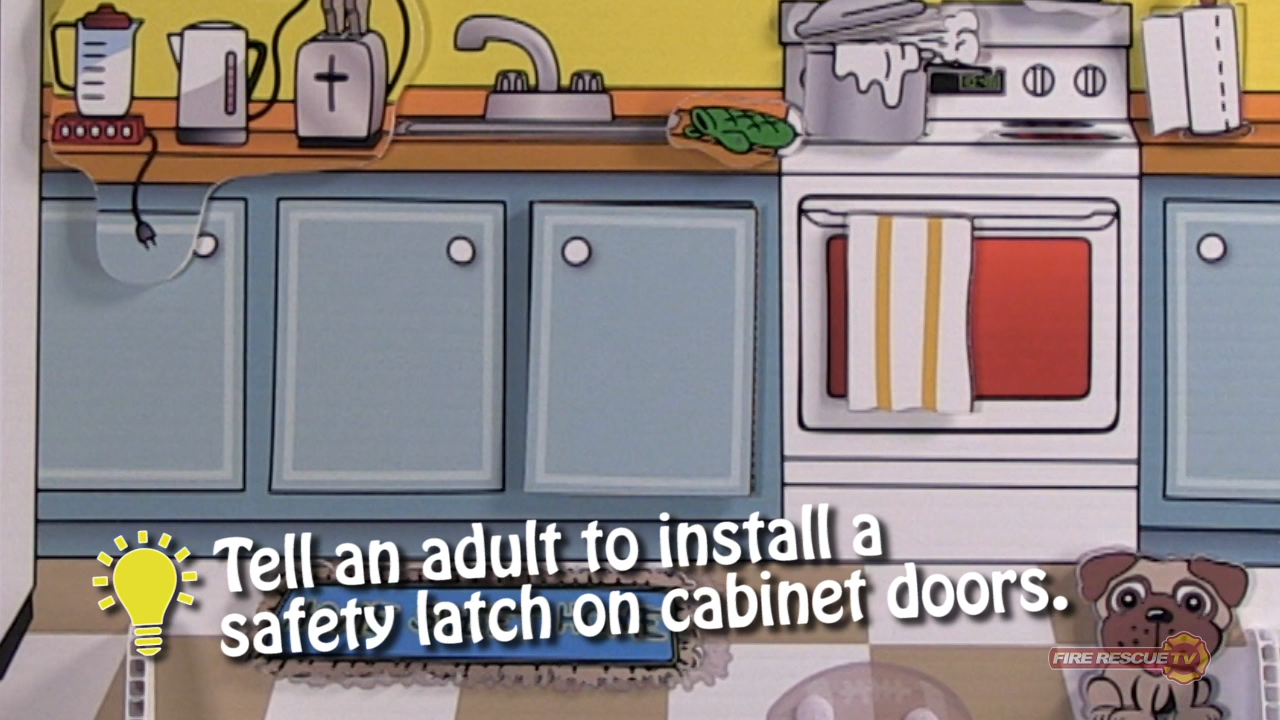 Tell an adult to install a
safety latch on cabinet doors.
FIRE RESCUE TV